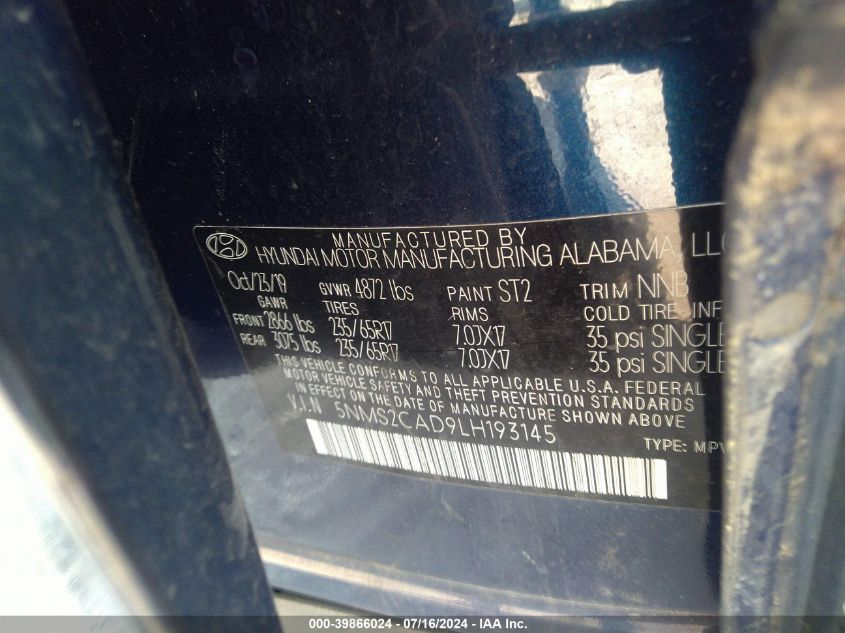 MANUFACTURED BY
HYUNDAI MOTOR MANUFACTURING ALABAMA, LLC
Oct/23/19 GVWR 4872 lbs PAINT ST2 TRIM NNB
GAWR TIRES RIMS COLD TIRE INF
FRONT 2866 lbs 235/65R17 7.0JX17 35 psi SINGLE
REAR 3075 lbs 235/65R17 7.0JX17 35 psi SINGLE
THIS VEHICLE CONFORMS TO ALL APPLICABLE U.S.A. FEDERAL
MOTOR VEHICLE SAFETY AND THEFT PREVENTION STANDARDS
IN EFFECT ON THE DATE OF MANUFACTURE SHOWN ABOVE.
V.I.N 5NMS2CAD9LH193145
TYPE: MPV
000-39866024 - 07/16/2024 - IAA Inc.